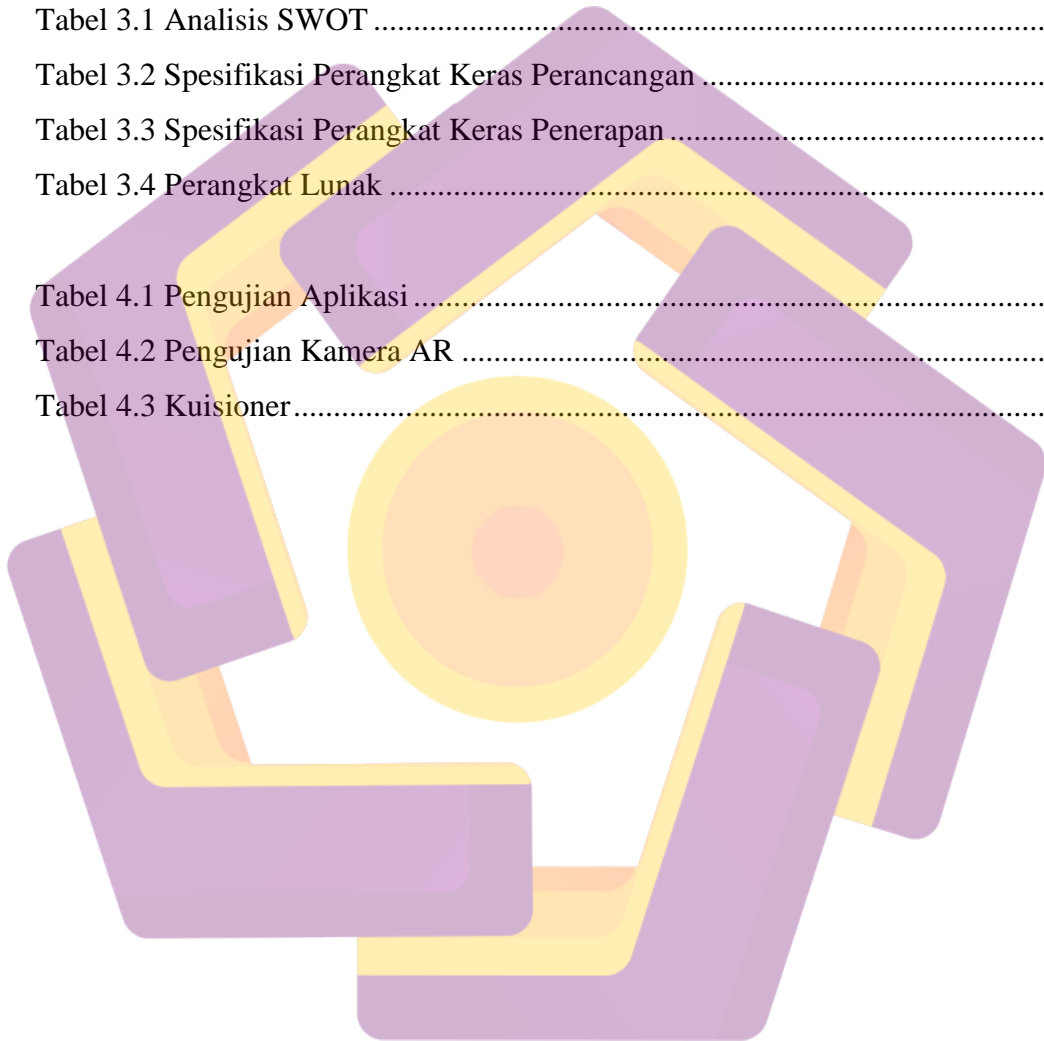 Tabel 3.1 Analisis SWOT ....................................................................................
Tabel 3.2 Spesifikasi Perangkat Keras Perancangan ...........................................
Tabel 3.3 Spesifikasi Perangkat Keras Penerapan ...............................................
Tabel 3.4 Perangkat Lunak ..................................................................................
Tabel 4.1 Pengujian Aplikasi ...............................................................................
Tabel 4.2 Pengujian Kamera AR .........................................................................
Tabel 4.3 Kuisioner ..............................................................................................